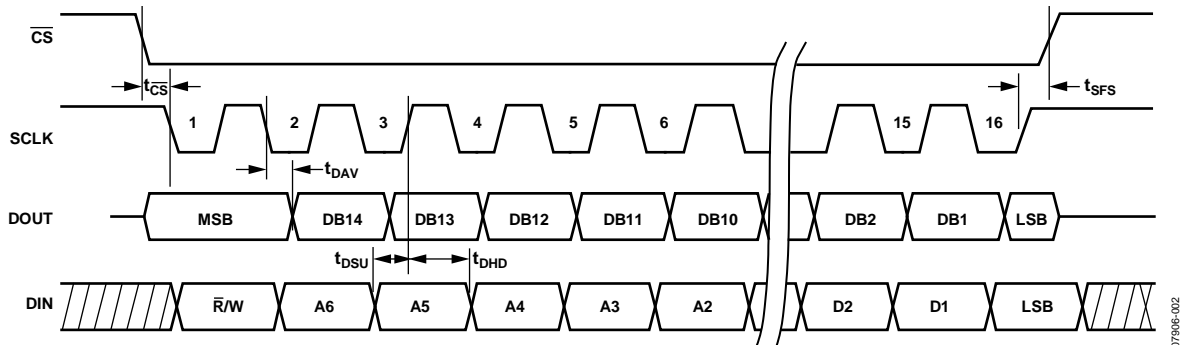 CS
tCS
tSFS
SCLK
1 2 3 4 5 6 15 16
tDAV
DOUT
MSB DB14 DB13 DB12 DB11 DB10 DB2 DB1 LSB
tDSU tDHD
DIN
R/W A6 A5 A4 A3 A2 D2 D1 LSB
07906-002